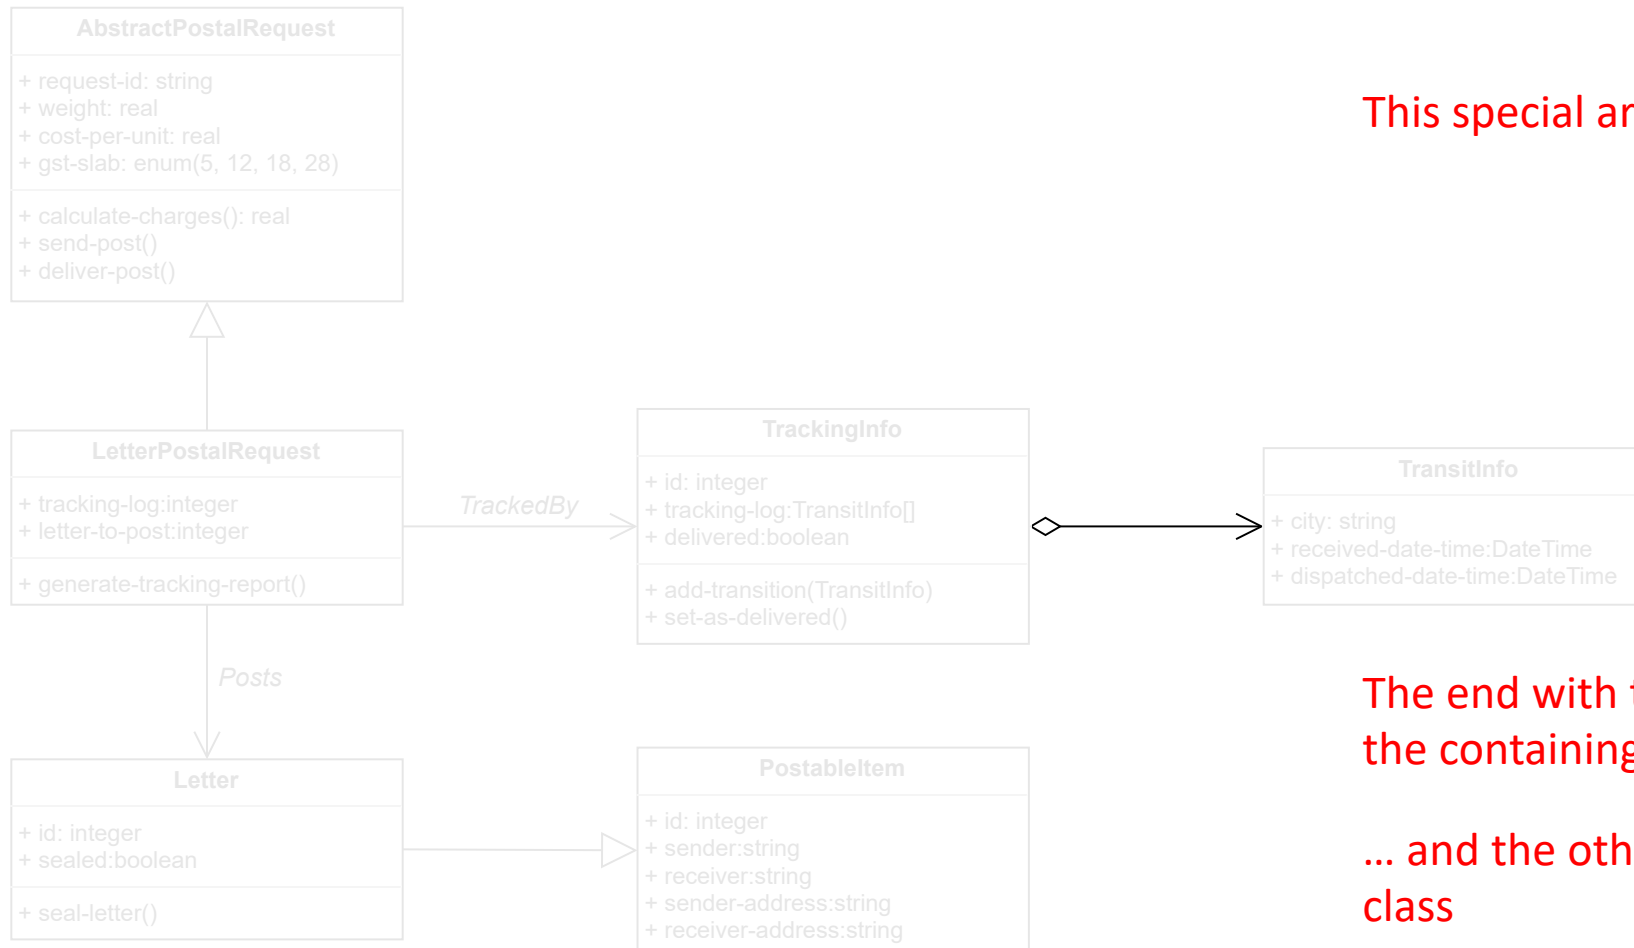 AbstractPostalRequest
+ request-id: string
+ weight: real
+ cost-per-unit: real
+ gst-slab: enum(5, 12, 18, 28)
+ calculate-charges(): real
+ send-post()
+ deliver-post()
This special
LetterPostalRequest
+ tracking-log:integer
+ letter-to-post:integer
+ generate-tracking-report()
TrackedBy
TrackingInfo
+ id: integer
+ tracking-log:TransitInfo[]
+ delivered:boolean
+ add-transition(TransitInfo)
+ set-as-delivered()
TransitInfo
+ city: string
+ received-date-time:DateTime
+ dispatched-date-time:DateTime
Posts
The end with
the containing
Letter
+ id: integer
+ sealed:boolean
+ seal-letter()
PostableItem
+ id: integer
+ sender:string
+ receiver:string
+ sender-address:string
+ receiver-address:string
... and the
class